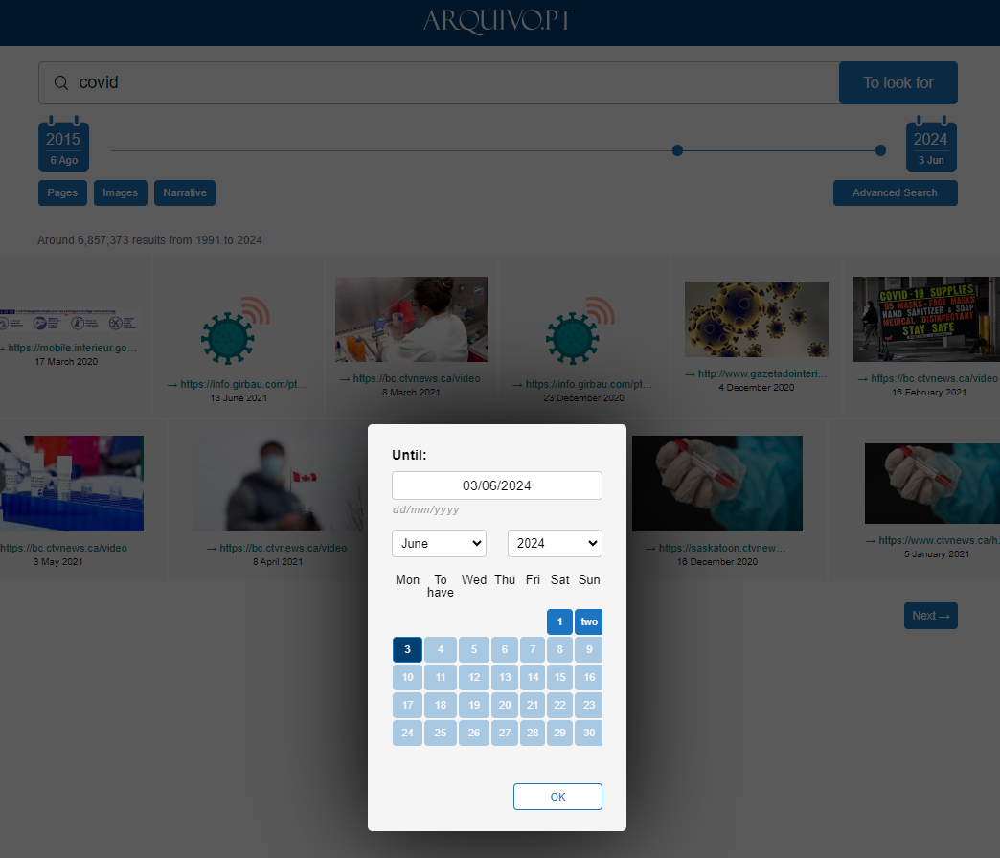 ARQUIVO.PT
covid
To look for
2015
6 Ago
2024
3 Jun
Pages
Images
Narrative
Advanced Search
Around 6,857,373 results from 1991 to 2024
COVID-19 SUPPLIES
95 MASKS - FACE MASKS
HAND SANITIZER & SOAP
MEDICAL DISINFECTANT
STAY SAFE
→ https://mobile.interieur.go...
17 March 2020
→ https://info.girbau.com/pt...
13 June 2021
→ https://bc.ctvnews.ca/video
8 March 2021
→ https://info.girbau.com/pt...
23 December 2020
→ http://www.gazetadointeri...
4 December 2020
→ https://bc.ctvnews.ca/video
16 February 2021
https://bc.ctvnews.ca/video
3 May 2021
→ https://bc.ctvnews.ca/video
8 April 2021
→ https://saskatoon.ctvnew...
16 December 2020
→ https://www.ctvnews.ca/h.
5 January 2021
Next →
Until:
03/06/2024
dd/mm/yyyy
June
2024
Mon To have Wed Thu Fri Sat Sun
1 two
3 4 5 6 7 8 9
10 11 12 13 14 15 16
17 18 19 20 21 22 23
24 25 26 27 28 29 30
OK